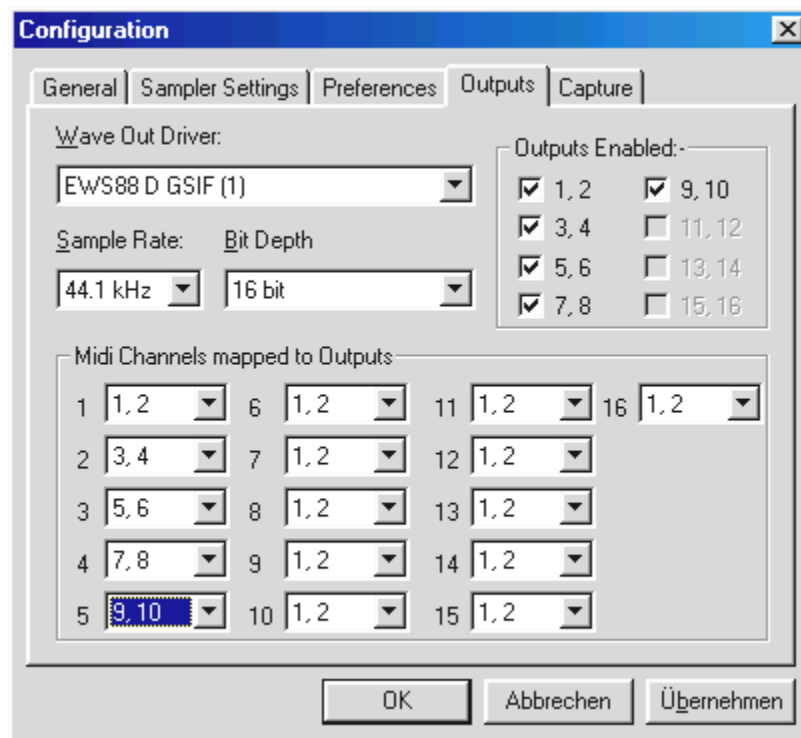 Configuration
General Sampler Settings Preferences Outputs Capture
Wave Out Driver:
EWS88 D GSIF (1)
Sample Rate: Bit Depth
44.1 kHz 16 bit
Outputs Enabled:-
1, 2 9, 10
3, 4 11, 12
5, 6 13, 14
7, 8 15, 16
Midi Channels mapped to Outputs
1 1, 2 6 1, 2 11 1, 2 16 1, 2
2 3, 4 7 1, 2 12 1, 2
3 5, 6 8 1, 2 13 1, 2
4 7, 8 9 1, 2 14 1, 2
5 9, 10 10 1, 2 15 1, 2
OK Abbrechen Übernehmen